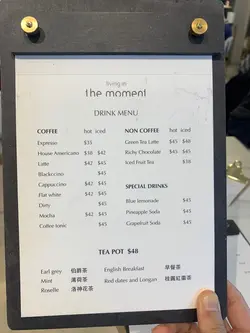 living at
the moment
DRINK MENU
COFFEE hot iced
Espresso $35
House Americano $38 $42
Latte $42 $45
Blackccino $45
Cappuccino $42 $45
Flat white $42 $45
Dirty $45
Mocha $42 $45
Coffee tonic $45
NON COFFEE hot iced
Green Tea Latte $45 $48
Richy Chocolate $45 $48
Iced Fruit Tea $38
SPECIAL DRINKS
Blue lemonade $45
Pineapple Soda $45
Grapefruit Soda $45
TEA POT $48
Earl grey 伯爵茶 English Breakfast 早餐茶
Mint 薄荷茶 Red dates and Longan 桂圓紅棗茶
Roselle 洛神花茶